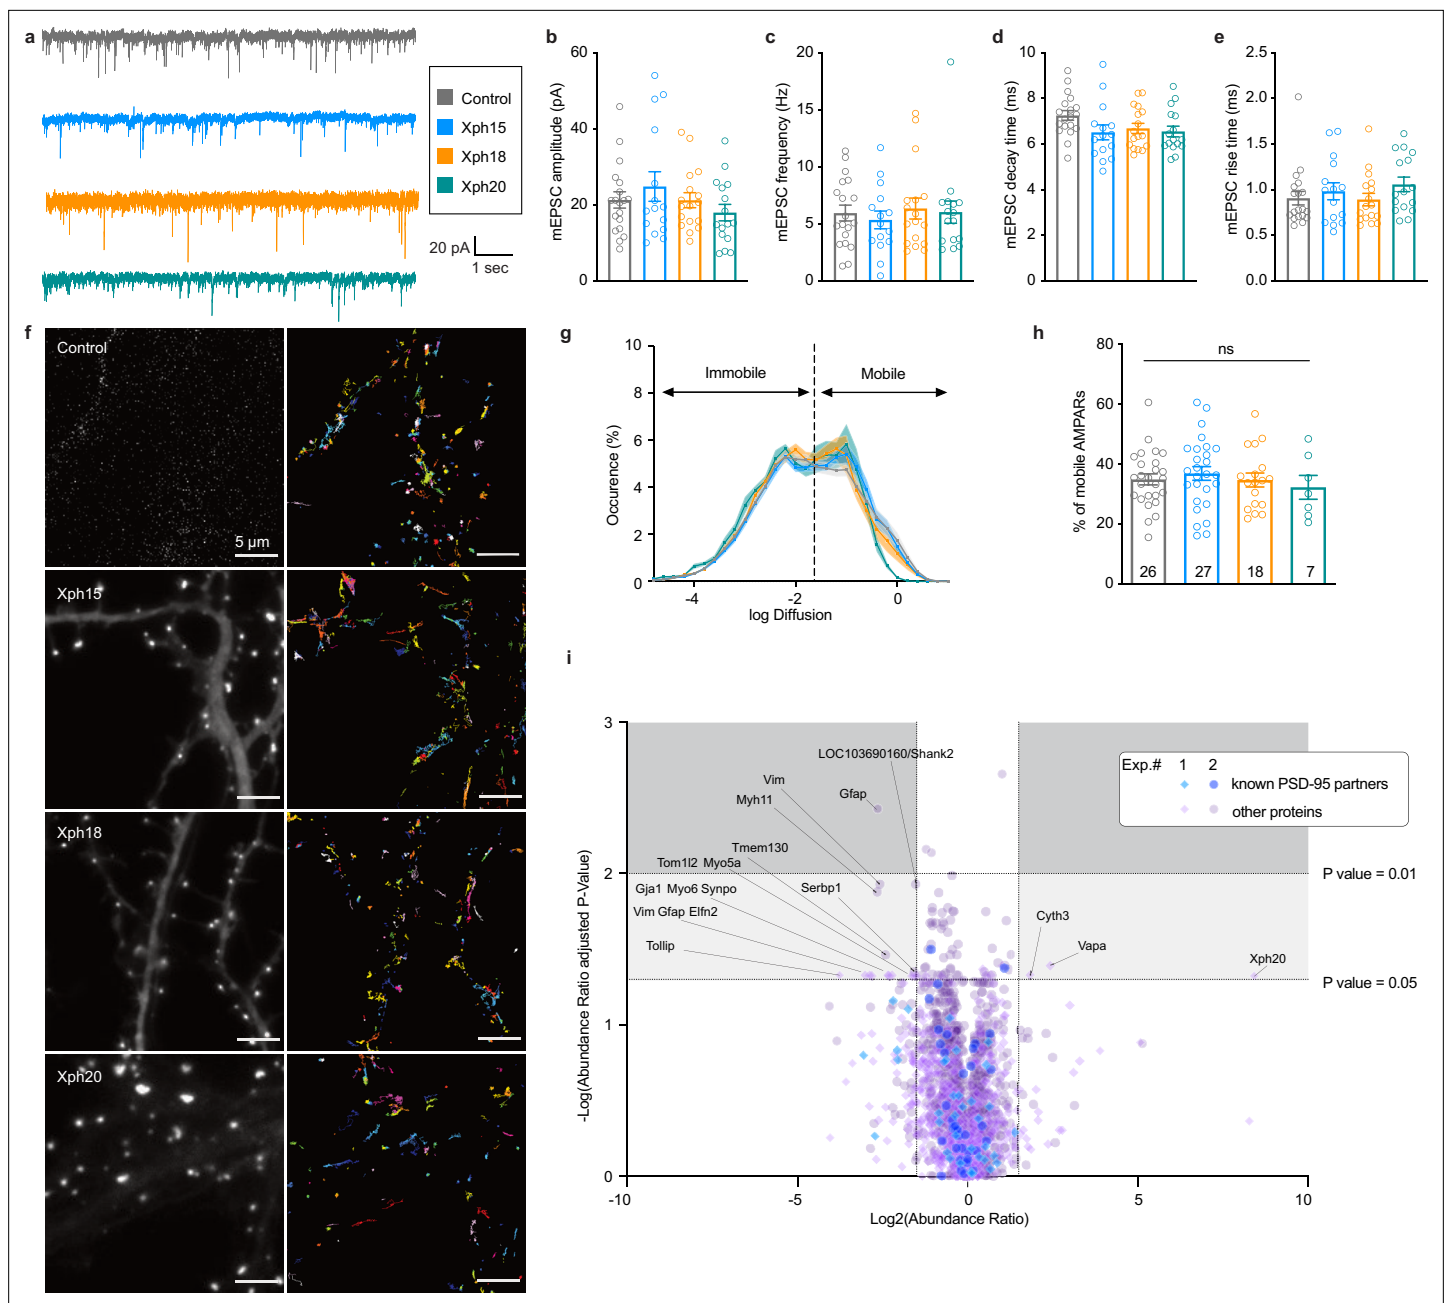 a
Control
Xph15
Xph18
Xph20
20 pA
1 sec
b
mEPSC amplitude (pA)
60
40
20
0
c
mEPSC frequency (Hz)
20
15
10
5
0
d
mEPSC decay time (ms)
10
8
6
4
2
0
e
mEPSC rise time (ms)
2.5
2.0
1.5
1.0
0.5
0.0
f
Control
5 µm
Xph15
Xph18
Xph20
g
Occurence (%)
10
8
6
4
2
0
Immobile
Mobile
-4
-2
0
log Diffusion
h
% of mobile AMPARs
80
60
40
20
0
ns
26
27
18
7
i
-Log(Abundance Ratio adjusted P-Value)
3
2
1
0
LOC103690160/Shank2
Vim
Gfap
Myh11
Tmem130
Tom1l2 Myo5a
Gja1 Myo6 Synpo
Serbp1
Vim Gfap Elfn2
Tollip
Cyth3
Vapa
Xph20
Exp.# 1 2
known PSD-95 partners
other proteins
P value = 0.01
P value = 0.05
-10
-5
0
5
10
Log2(Abundance Ratio)